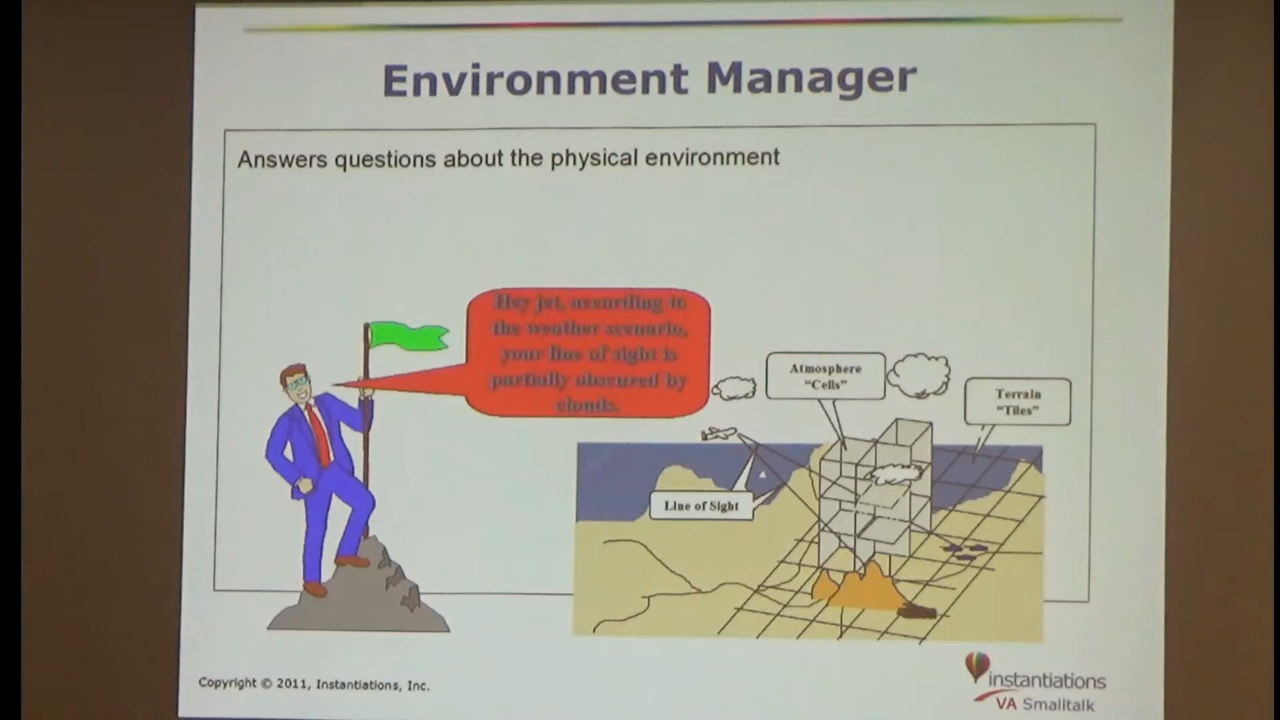 Environment Manager
Answers questions about the physical environment
Hey jet, according to
the weather scenario,
your line of sight is
partially obscured by
clouds.
Atmosphere
"Cells"
Terrain
"Tiles"
Line of Sight
Copyright © 2011, Instantiations, Inc.
instantiations
VA Smalltalk